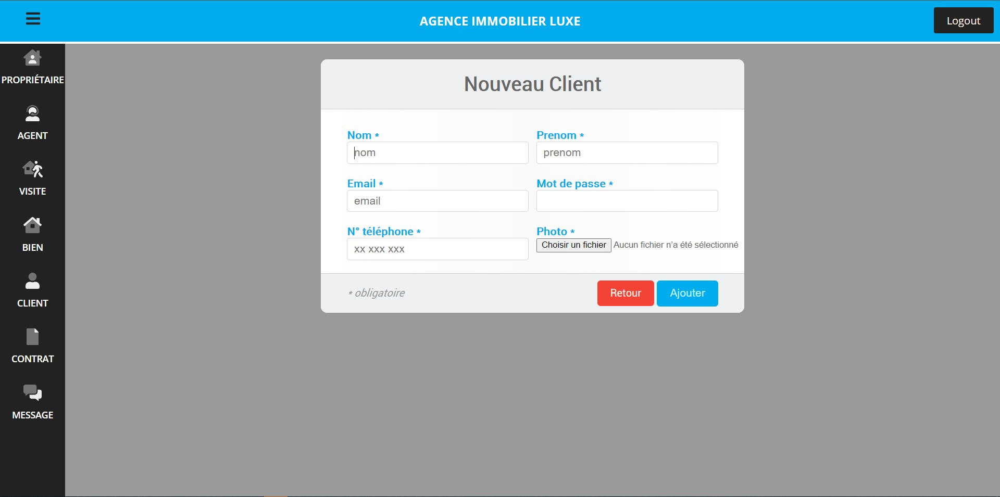 AGENCE IMMOBILIER LUXE
Logout
PROPRIÉTAIRE
AGENT
VISITE
BIEN
CLIENT
CONTRAT
MESSAGE
Nouveau Client
Nom * Prenom *
nom prenom
Email * Mot de passe *
email
N° téléphone * Photo *
xx xxx xxx Choisir un fichier Aucun fichier n’a été sélectionné
* obligatoire Retour Ajouter